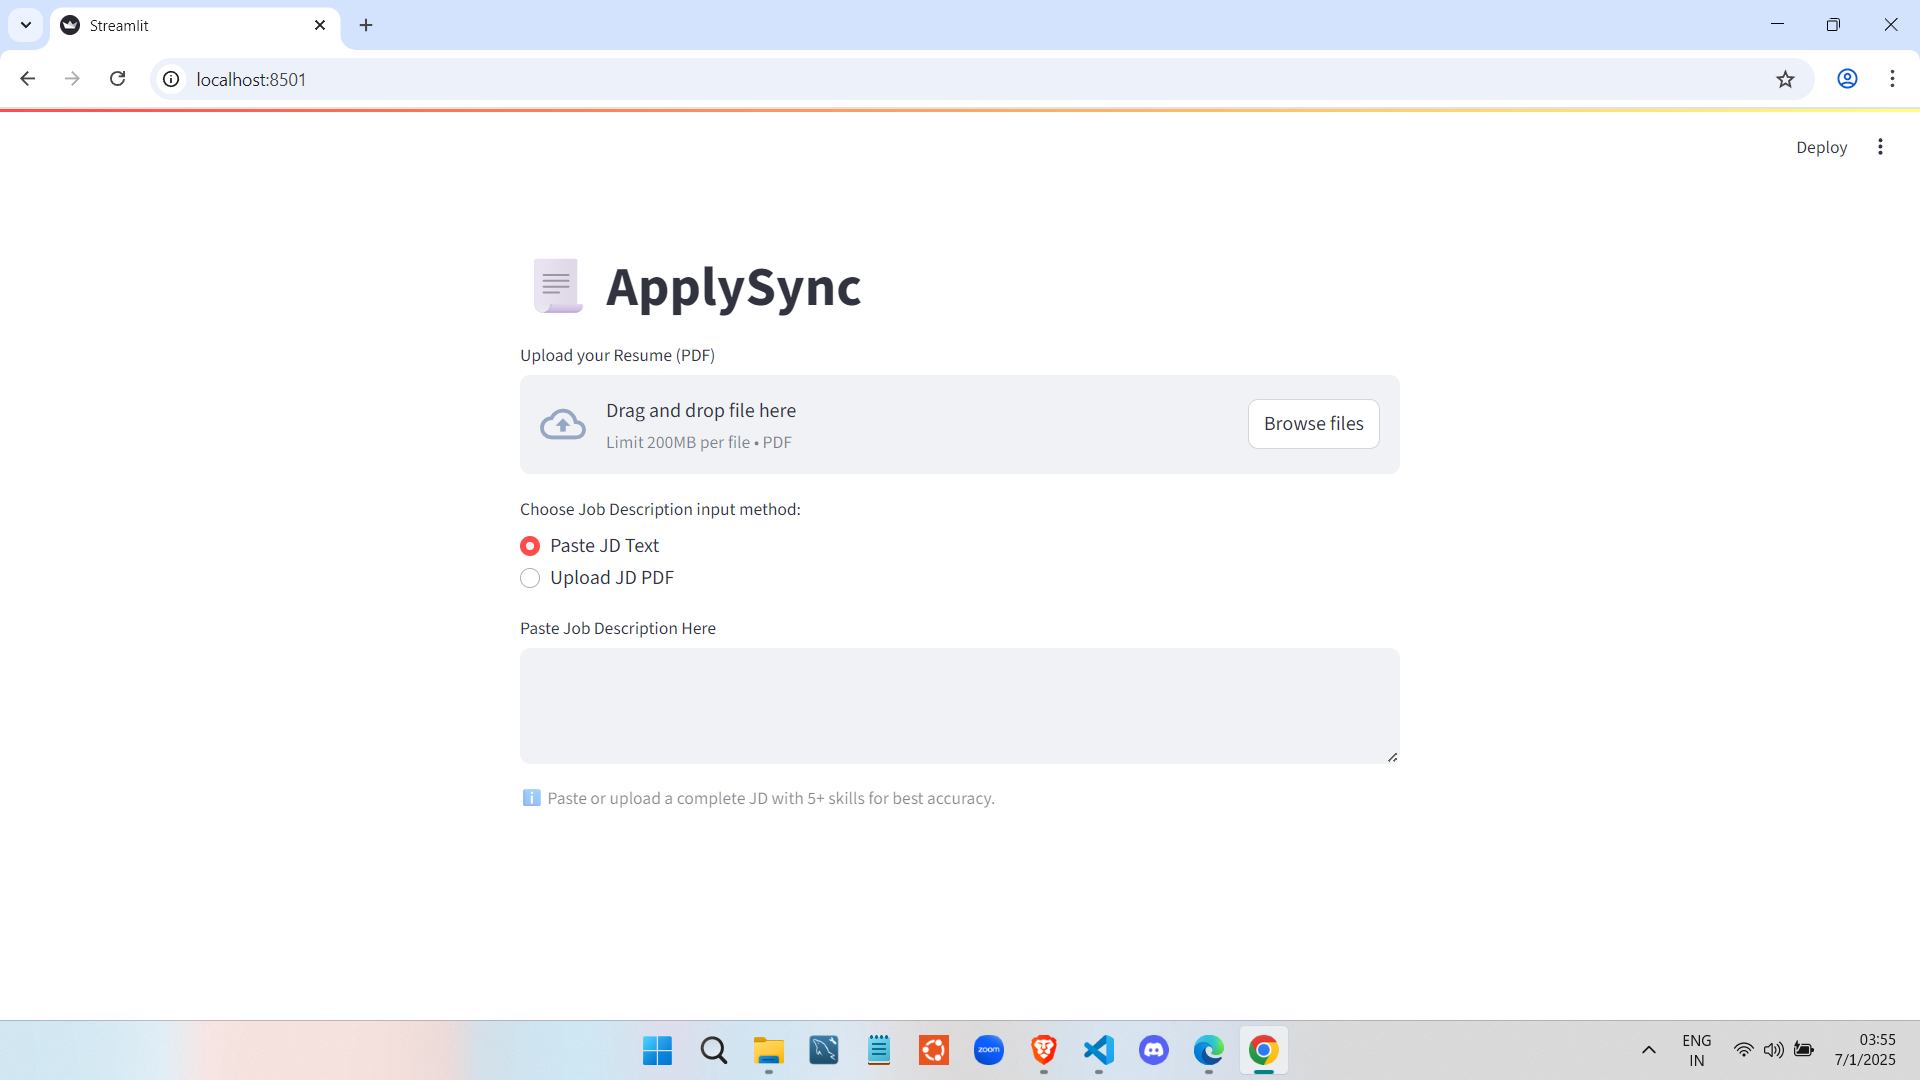 Streamlit
localhost:8501
Deploy
ApplySync
Upload your Resume (PDF)
Drag and drop file here
Limit 200MB per file • PDF
Browse files
Choose Job Description input method:
Paste JD Text
Upload JD PDF
Paste Job Description Here
Paste or upload a complete JD with 5+ skills for best accuracy.
zoom
ENG
IN
03:55
7/1/2025